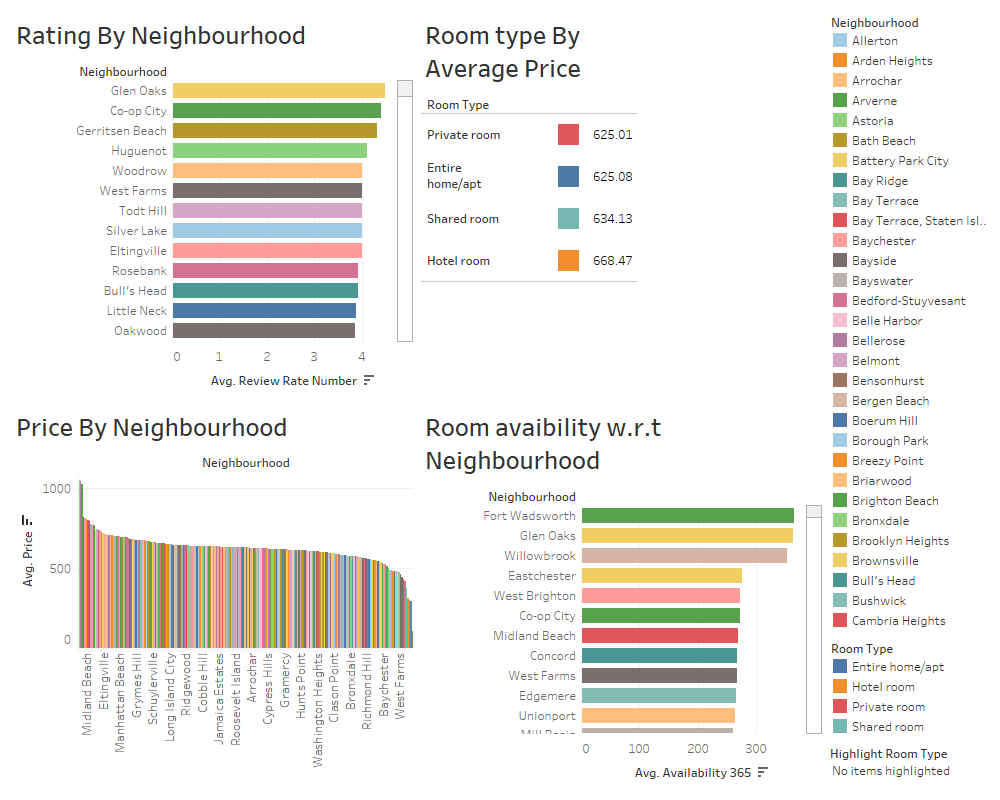 Rating By Neighbourhood
Neighbourhood
Glen Oaks
Co-op City
Gerritsen Beach
Huguenot
Woodrow
West Farms
Todt Hill
Silver Lake
Eltingville
Rosebank
Bull's Head
Little Neck
Oakwood
0 1 2 3 4
Avg. Review Rate Number
Room type By
Average Price
Room Type
Private room 625.01
Entire
home/apt 625.08
Shared room 634.13
Hotel room 668.47
Price By Neighbourhood
Neighbourhood
Avg. Price
1000
500
0
Midland Beach
Eltingville
Manhattan Beach
Grymes Hill
Schuylerville
Long Island City
Ridgewood
Cobble Hill
Jamaica Estates
Roosevelt Island
Arrochar
Cypress Hills
Gramercy
Hunts Point
Washington Heights
Clason Point
Bronxdale
Richmond Hill
Baychester
West Farms
Room avaibility w.r.t
Neighbourhood
Neighbourhood
Fort Wadsworth
Glen Oaks
Willowbrook
Eastchester
West Brighton
Co-op City
Midland Beach
Concord
West Farms
Edgemere
Unionport
Mill Basin
0 100 200 300
Avg. Availability 365
Neighbourhood
Allerton
Arden Heights
Arrochar
Arverne
Astoria
Bath Beach
Battery Park City
Bay Ridge
Bay Terrace
Bay Terrace, Staten Isl..
Baychester
Bayside
Bayswater
Bedford-Stuyvesant
Belle Harbor
Bellerose
Belmont
Bensonhurst
Bergen Beach
Boerum Hill
Borough Park
Breezy Point
Briarwood
Brighton Beach
Bronxdale
Brooklyn Heights
Brownsville
Bull's Head
Bushwick
Cambria Heights
Room Type
Entire home/apt
Hotel room
Private room
Shared room
Highlight Room Type
No items highlighted